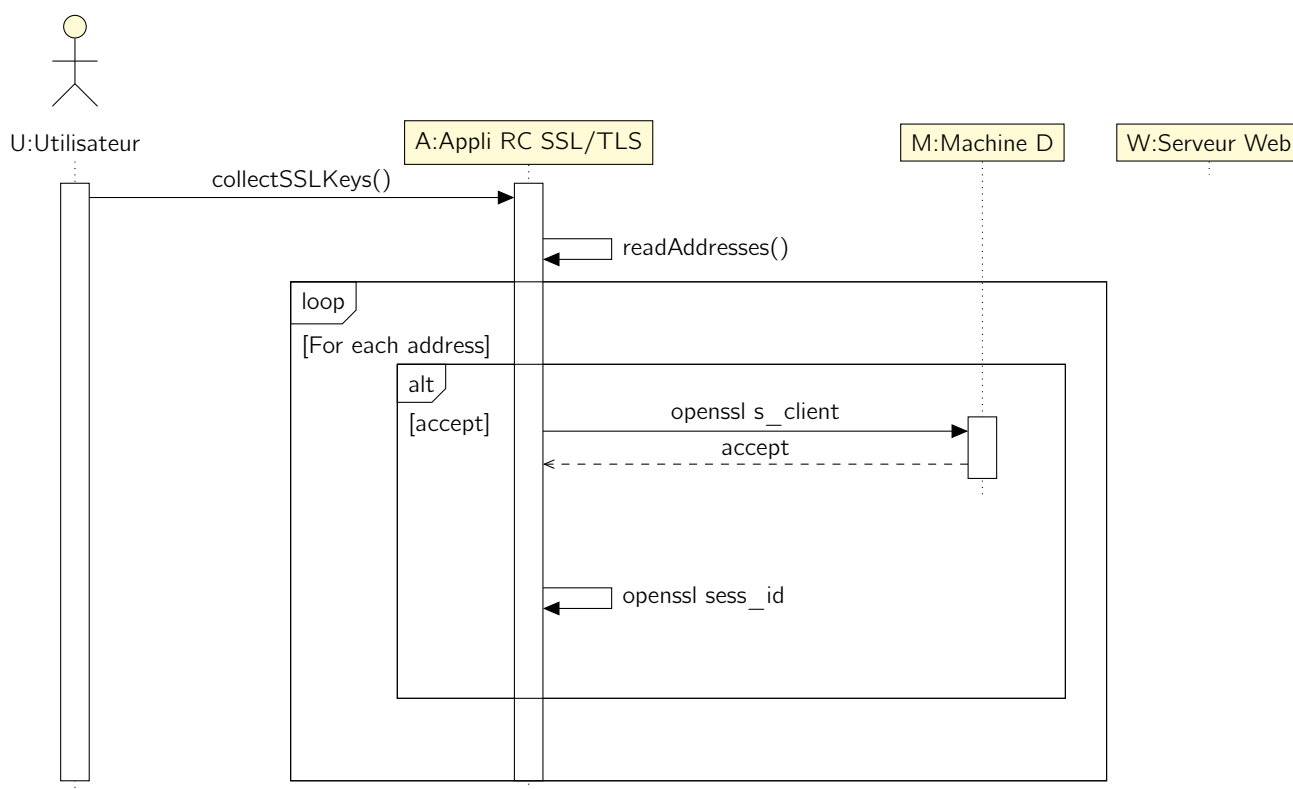 U:Utilisateur
A:Appli RC SSL/TLS
M:Machine D
W:Serveur Web
collectSSLKeys()
readAddresses()
loop
[For each address]
alt
[accept]
openssl s_client
accept
openssl sess_id